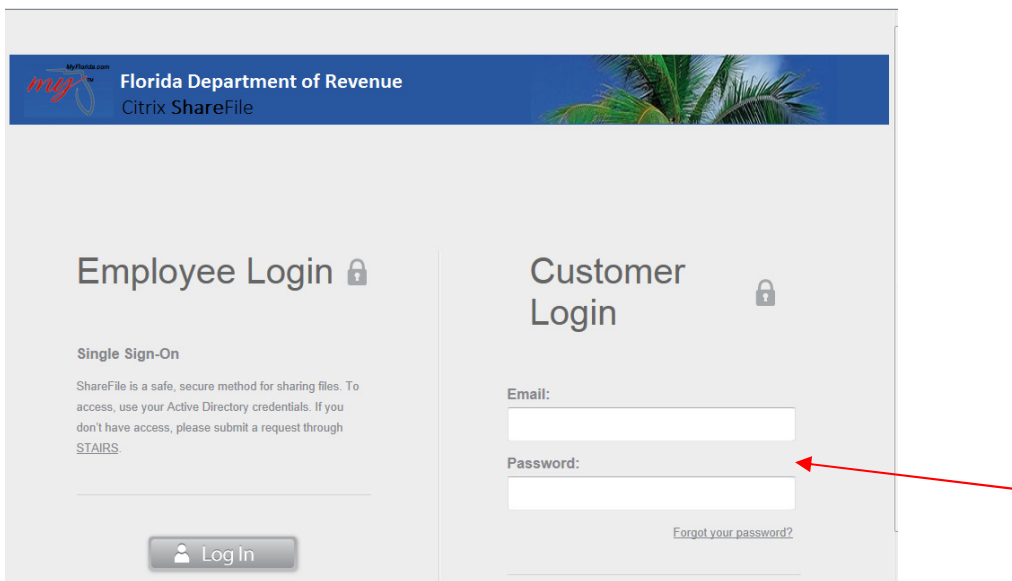 MyFlorida.com
my
TM
Florida Department of Revenue
Citrix ShareFile
Employee Login
Single Sign-On
ShareFile is a safe, secure method for sharing files. To
access, use your Active Directory credentials. If you
don't have access, please submit a request through
STAIRS.
Log In
Customer
Login
Email:
Password:
Forgot your password?